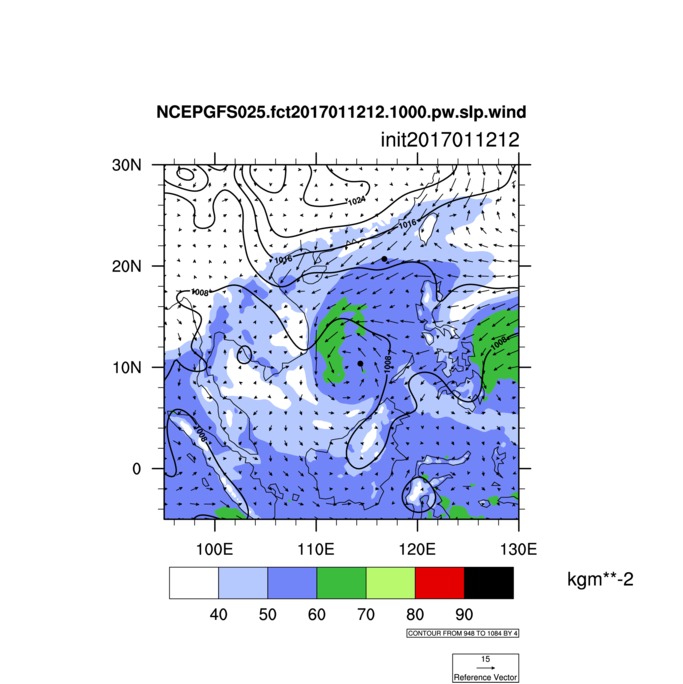 NCEPGFS025.fct2017011212.1000.pw.slp.wind
init2017011212
30N
20N
10N
0
1024
1016
1016
1008
1008
1008
1008
100E
110E
120E
130E
kgm**-2
40 50 60 70 80 90
CONTOUR FROM 948 TO 1084 BY 4
15
Reference Vector